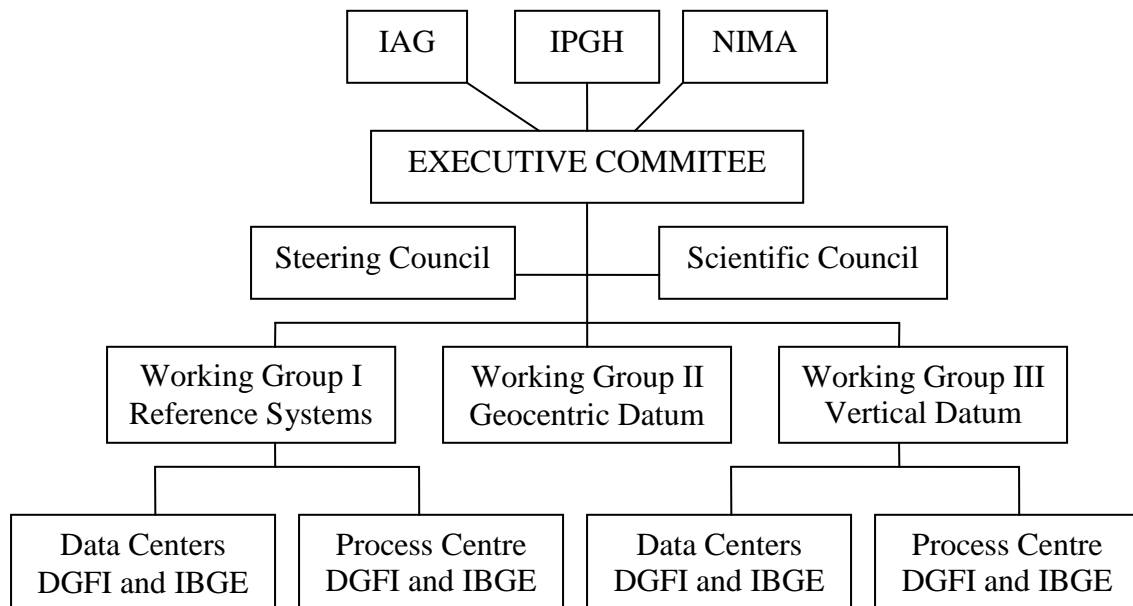 IAG
IPGH
NIMA
EXECUTIVE COMMITEE
Steering Council
Scientific Council
Working Group I
Reference Systems
Working Group II
Geocentric Datum
Working Group III
Vertical Datum
Data Centers
DGFI and IBGE
Process Centre
DGFI and IBGE
Data Centers
DGFI and IBGE
Process Centre
DGFI and IBGE